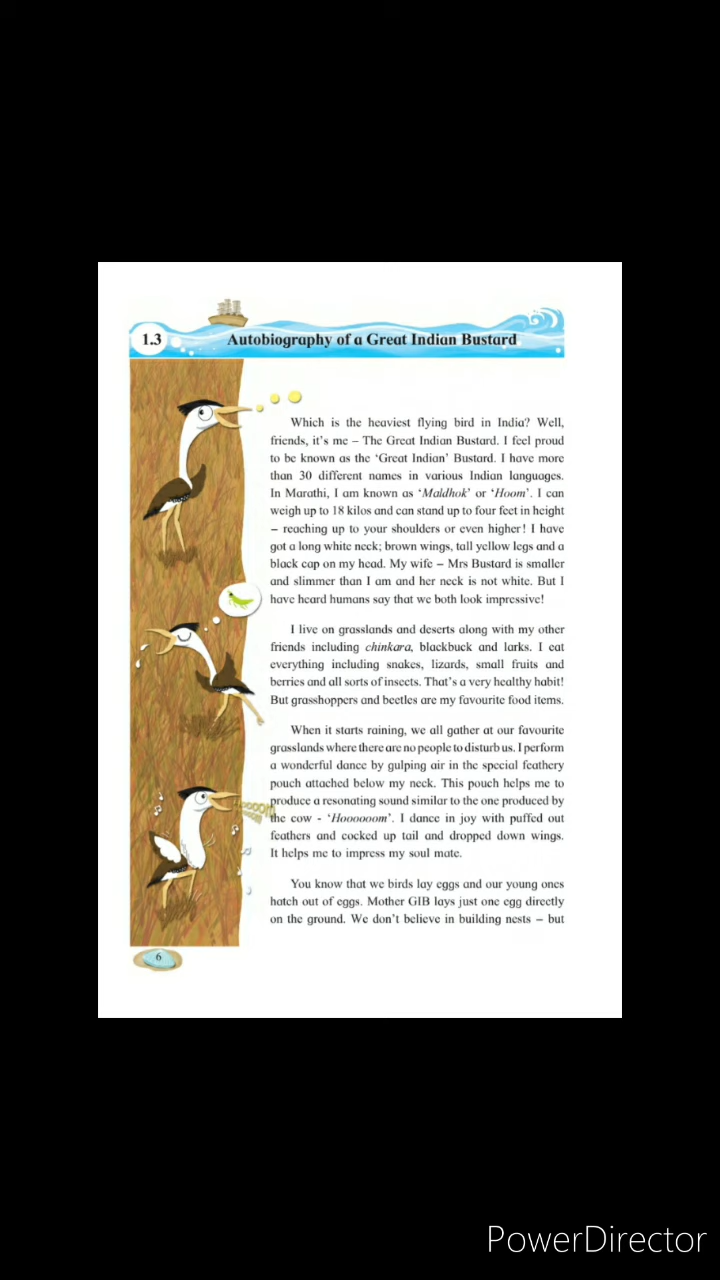 1.3
Autobiography of a Great Indian Bustard
Which is the heaviest flying bird in India? Well,
friends, it's me – The Great Indian Bustard. I feel proud
to be known as the 'Great Indian' Bustard. I have more
than 30 different names in various Indian languages.
In Marathi, I am known as 'Maldhok' or 'Hoom'. I can
weigh up to 18 kilos and can stand up to four feet in height
– reaching up to your shoulders or even higher! I have
got a long white neck; brown wings, tall yellow legs and a
black cap on my head. My wife – Mrs Bustard is smaller
and slimmer than I am and her neck is not white. But I
have heard humans say that we both look impressive!
I live on grasslands and deserts along with my other
friends including chinkara, blackbuck and larks. I eat
everything including snakes, lizards, small fruits and
berries and all sorts of insects. That's a very healthy habit!
But grasshoppers and beetles are my favourite food items.
When it starts raining, we all gather at our favourite
grasslands where there are no people to disturb us. I perform
a wonderful dance by gulping air in the special feathery
pouch attached below my neck. This pouch helps me to
produce a resonating sound similar to the one produced by
the cow - 'Hoooooom'. I dance in joy with puffed out
feathers and cocked up tail and dropped down wings.
It helps me to impress my soul mate.
You know that we birds lay eggs and our young ones
hatch out of eggs. Mother GIB lays just one egg directly
on the ground. We don't believe in building nests – but
6
PowerDirector